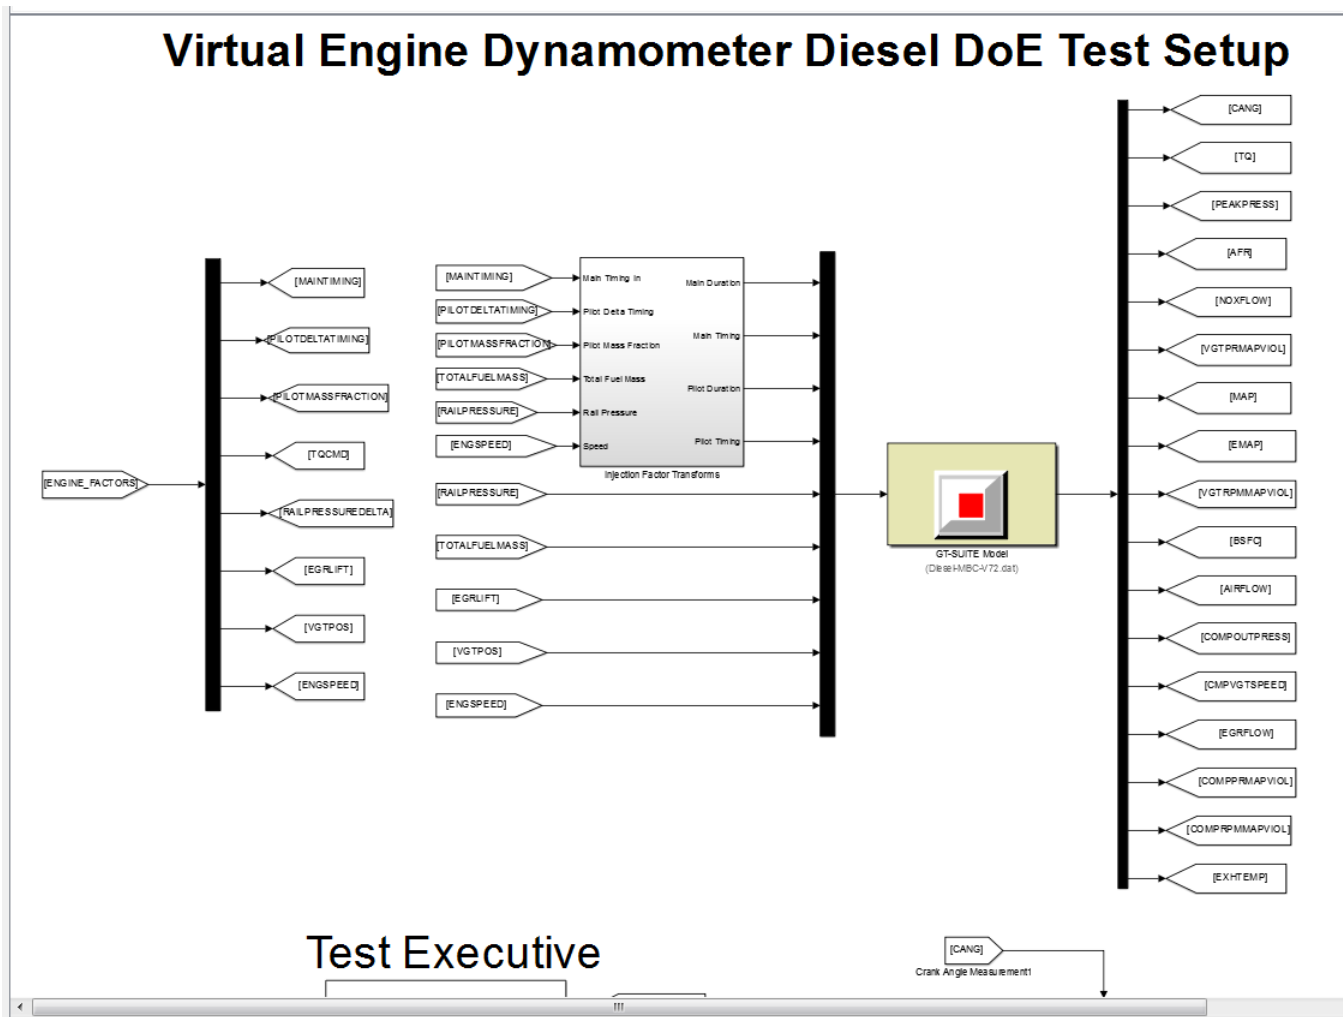 Virtual Engine Dynamometer Diesel DoE Test Setup
[ENGINE_FACTORS]
[MAINTIMING]
[PILOTDELTATIMING]
[PILOTMASSFRACTION]
[TQCMD]
[RAILPRESSUREDELTA]
[EGRLIFT]
[VGTPOS]
[ENGSPEED]
[MAINTIMING]
[PILOTDELTATIMING]
[PILOTMASSFRACTION]
[TOTALFUELMASS]
[RAILPRESSURE]
[ENGSPEED]
[RAILPRESSURE]
[TOTALFUELMASS]
[EGRLIFT]
[VGTPOS]
[ENGSPEED]
Main Timing In
Pilot Delta Timing
Pilot Mass Fraction
Total Fuel Mass
Rail Pressure
Speed
Main Duration
Main Timing
Pilot Duration
Pilot Timing
Injection Factor Transforms
GT-SUITE Model
(Diesel-MBC-V72.dat)
[CANG]
[TQ]
[PEAKPRESS]
[AFR]
[NOXFLOW]
[VGTPRMAPVIOL]
[MAP]
[EMAP]
[VGTRPMMAPVIOL]
[BSFC]
[AIRFLOW]
[COMPOUTPRESS]
[CMPVGTSPEED]
[EGRFLOW]
[COMPPRMAPVIOL]
[COMPRPMMAPVIOL]
[EXHTEMP]
Test Executive
[CANG]
Crank Angle Measurement1